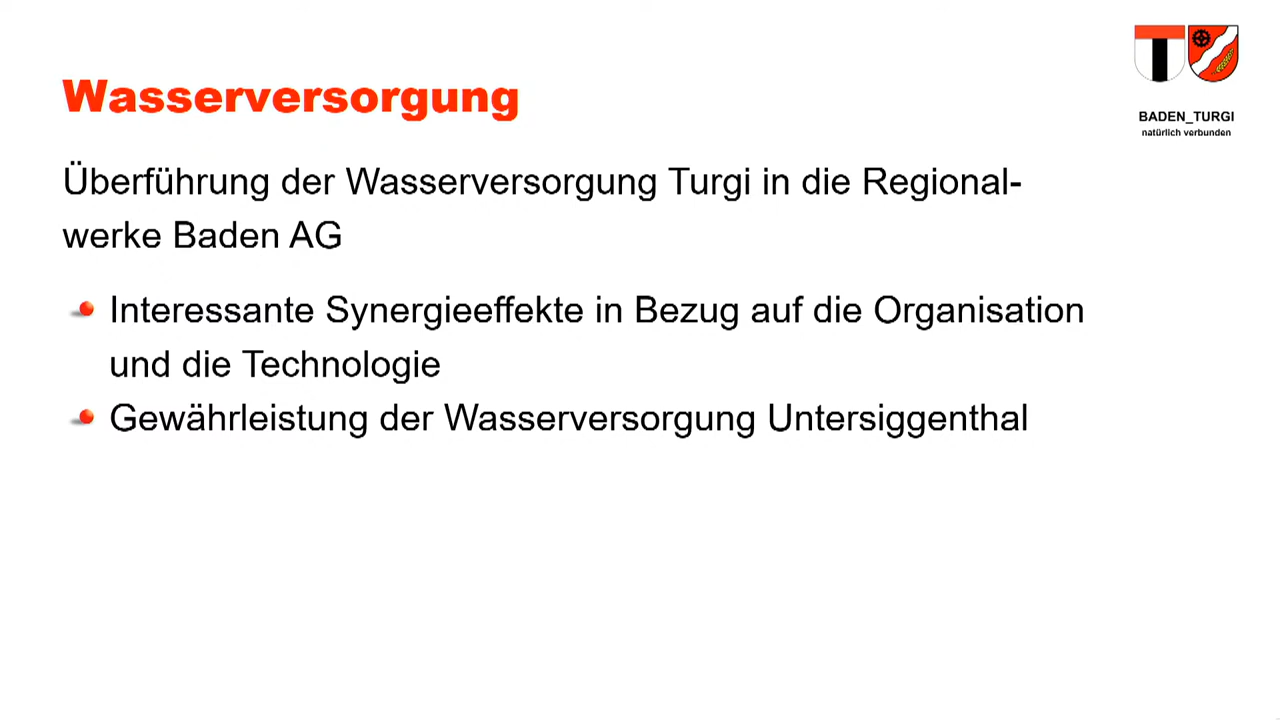 Wasserversorgung
BADEN_TURGI
natürlich verbunden
Überführung der Wasserversorgung Turgi in die Regional-
werke Baden AG
Interessante Synergieeffekte in Bezug auf die Organisation
und die Technologie
Gewährleistung der Wasserversorgung Untersiggenthal